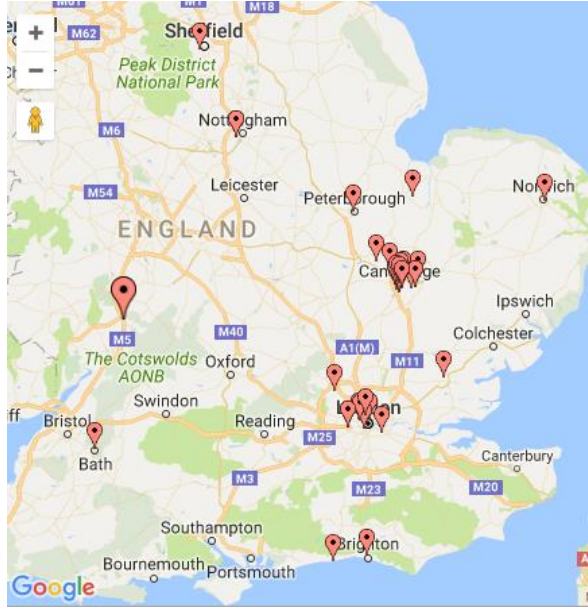 M61
M18
M62
M1
Sheffield
Peak District
National Park
M6
Nottingham
M54
Leicester
Peterborough
Norwich
ENGLAND
Cambridge
Ipswich
M5
A1(M)
Colchester
The Cotswolds
AONB
M40
Oxford
M11
Swindon
London
Bristol
Reading
M25
Bath
Canterbury
M3
M23
M20
Southampton
Brighton
Bournemouth
Portsmouth
Google
A